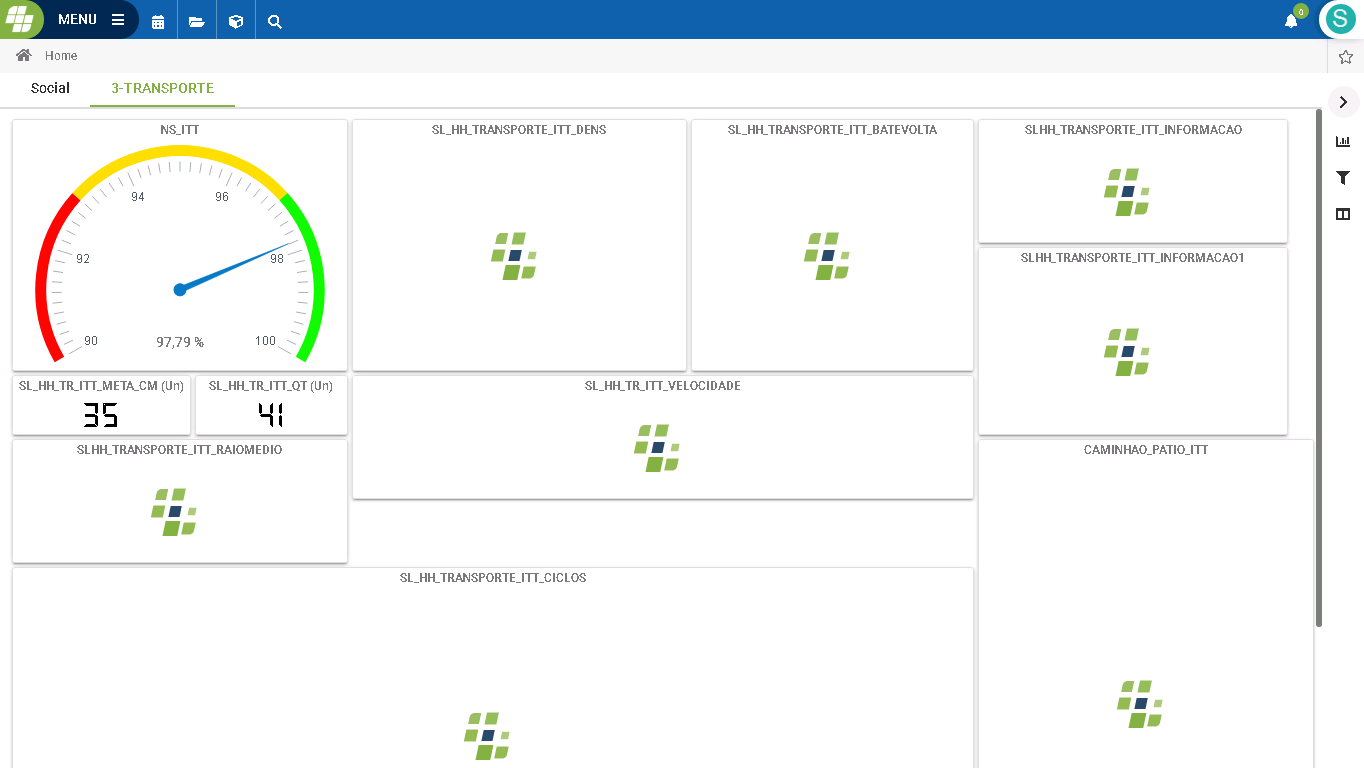 MENU
0
S
Home
Social
3-TRANSPORTE
NS_ITT
90
92
94
96
98
100
97,79 %
SL_HH_TRANSPORTE_ITT_DENS
SL_HH_TRANSPORTE_ITT_BATEVOLTA
SLHH_TRANSPORTE_ITT_INFORMACAO
SLHH_TRANSPORTE_ITT_INFORMACAO1
SL_HH_TR_ITT_META_CM (Un)
35
SL_HH_TR_ITT_QT (Un)
41
SL_HH_TR_ITT_VELOCIDADE
SLHH_TRANSPORTE_ITT_RAIOMEDIO
CAMINHAO_PATIO_ITT
SL_HH_TRANSPORTE_ITT_CICLOS